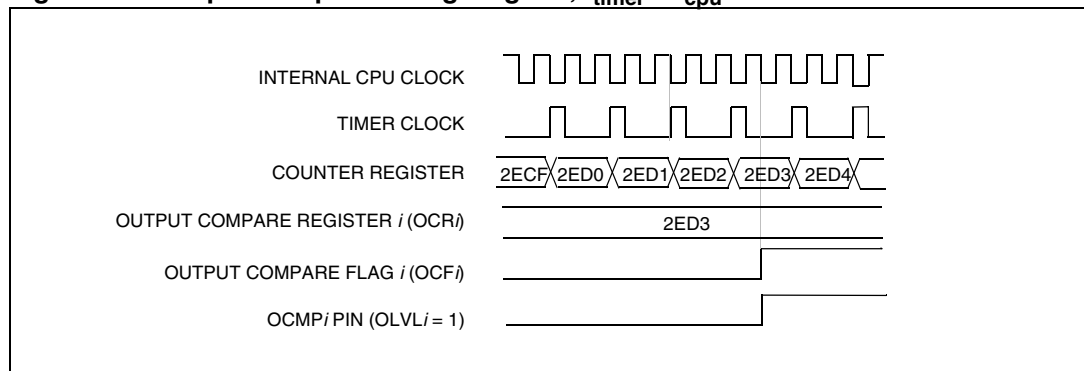 INTERNAL CPU CLOCK
TIMER CLOCK
COUNTER REGISTER 2ECF 2ED0 2ED1 2ED2 2ED3 2ED4
OUTPUT COMPARE REGISTER i (OCRi) 2ED3
OUTPUT COMPARE FLAG i (OCFi)
OCMPi PIN (OLVLi = 1)